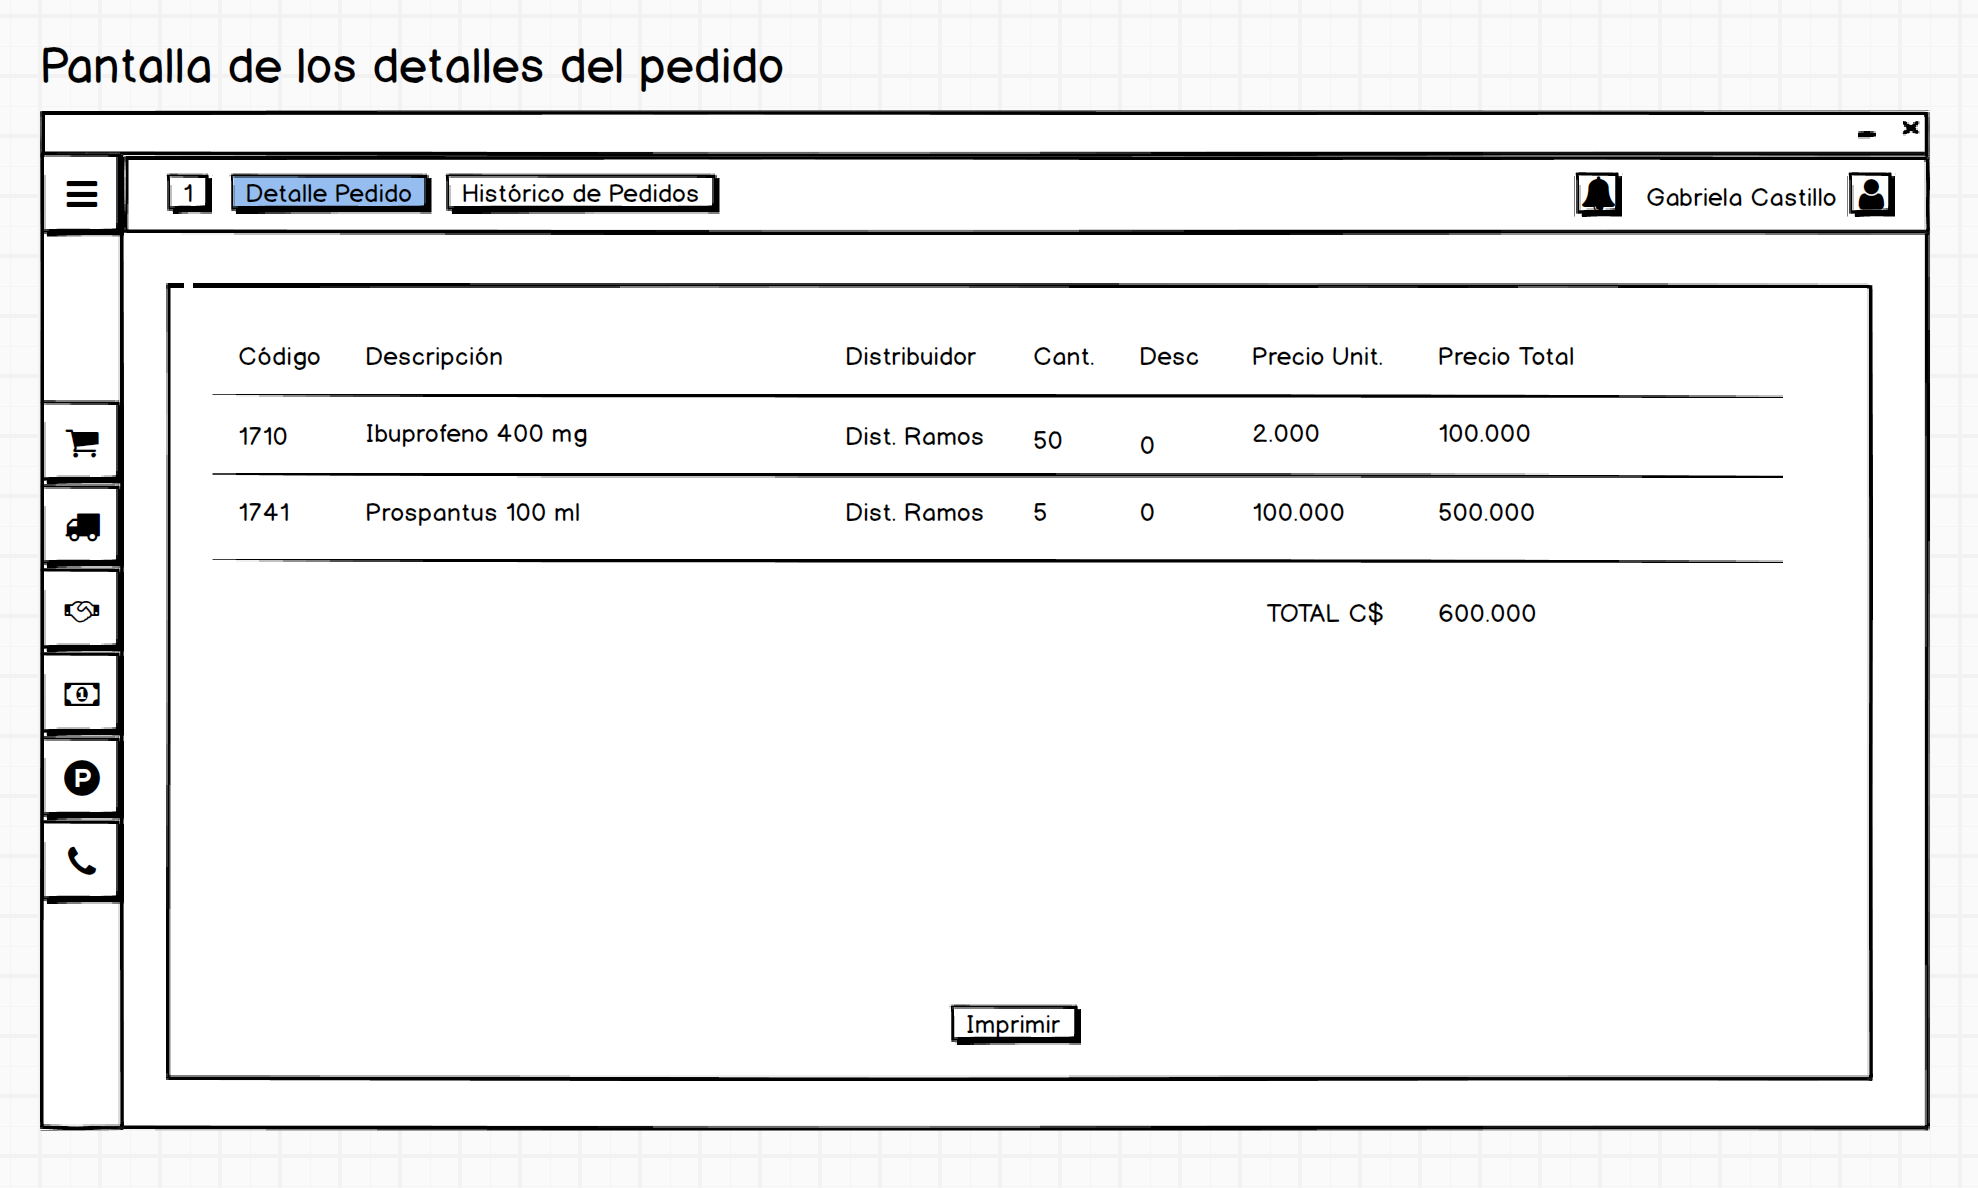 Pantalla de los detalles del pedido
1 Detalle Pedido Histórico de Pedidos Gabriela Castillo
Código Descripción Distribuidor Cant. Desc Precio Unit. Precio Total
1710 Ibuprofeno 400 mg Dist. Ramos 50 0 2.000 100.000
1741 Prospantus 100 ml Dist. Ramos 5 0 100.000 500.000
TOTAL C$ 600.000
1
P
Imprimir